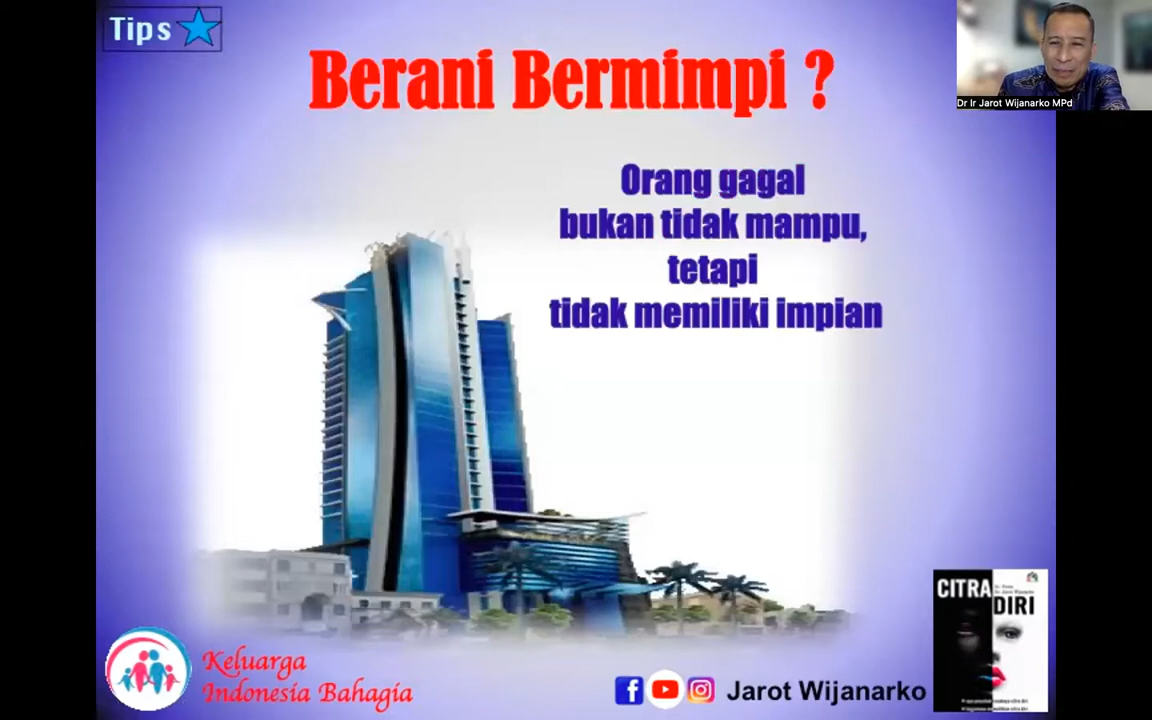 Tips
Berani Bermimpi ?
Dr Ir Jarot Wijanarko MPd
Orang gagal
bukan tidak mampu,
tetapi
tidak memiliki impian
CITRA
DIRI
Keluarga
Indonesia Bahagia
Jarot Wijanarko